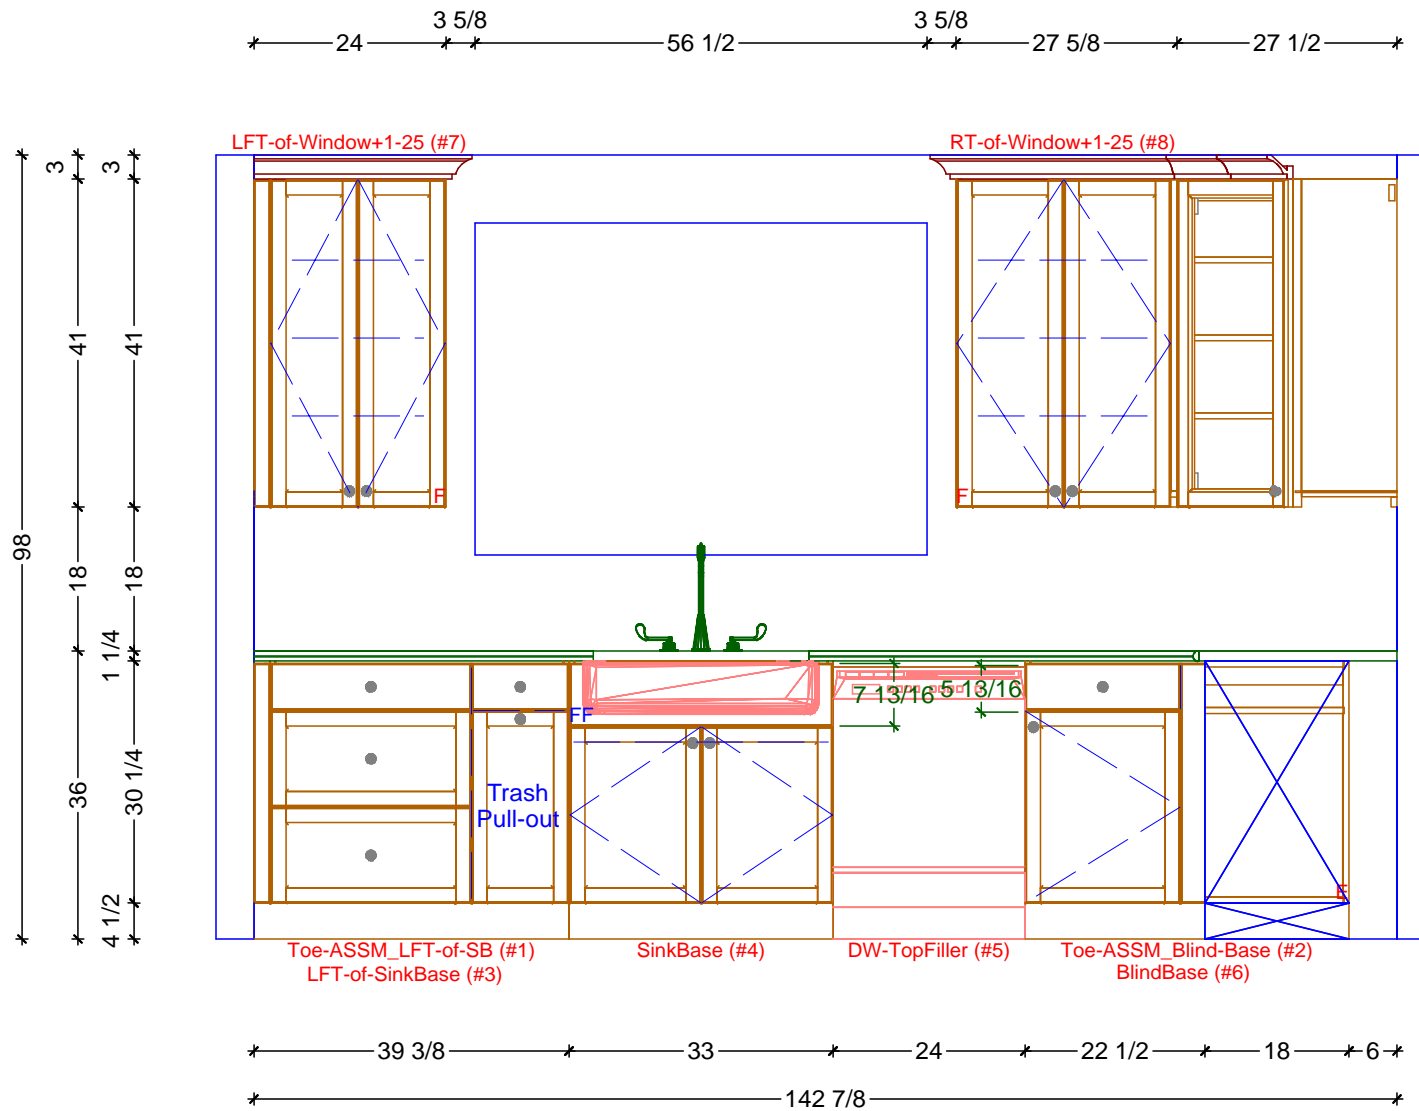 3 5/8
3 5/8
24
56 1/2
27 5/8
27 1/2
LFT-of-Window+1-25 (#7)
RT-of-Window+1-25 (#8)
3
3
41
41
F
F
98
18
18
1 1/4
7 13/16
5 13/16
FF
36
30 1/4
Trash
Pull-out
F
4 1/2
Toe-ASSM_LFT-of-SB (#1)
LFT-of-SinkBase (#3)
SinkBase (#4)
DW-TopFiller (#5)
Toe-ASSM_Blind-Base (#2)
BlindBase (#6)
39 3/8
33
24
22 1/2
18
6
142 7/8